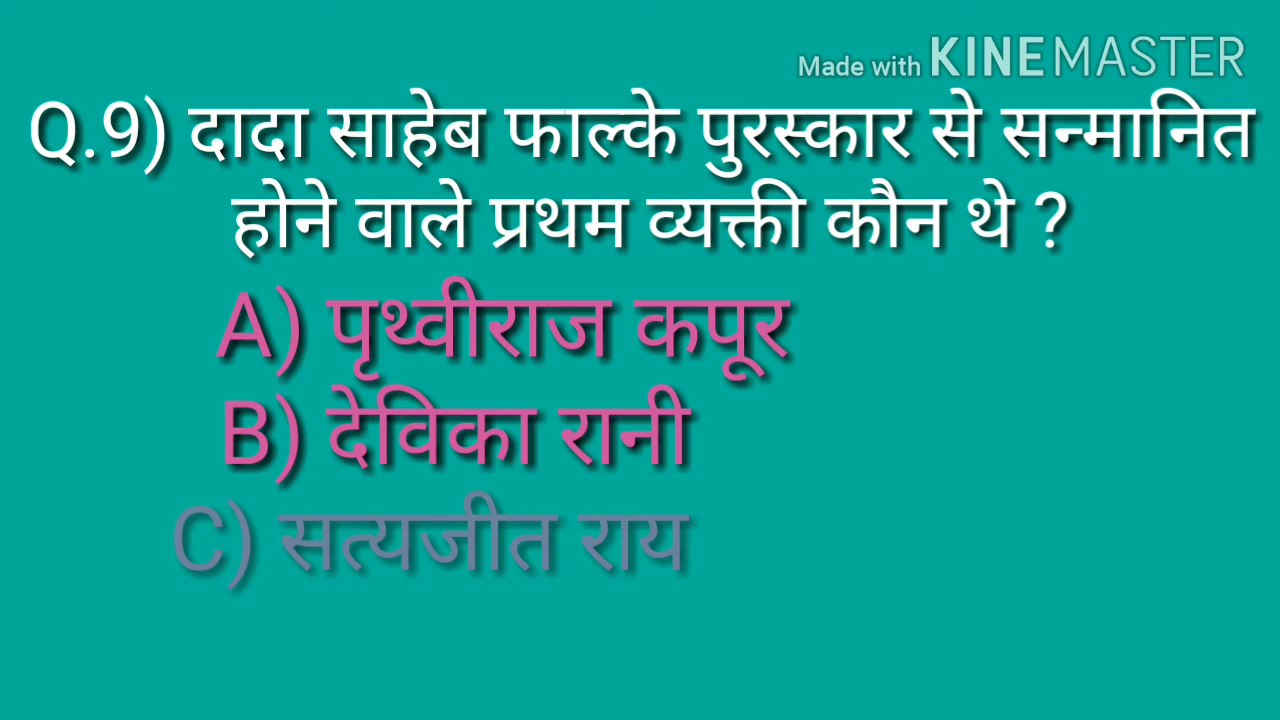 Made with KINEMASTER
Q.9) दादा साहेब फाल्के पुरस्कार से सन्मानित
होने वाले प्रथम व्यक्ती कौन थे ?
A) पृथ्वीराज कपूर
B) देविका रानी
C) सत्यजीत राय